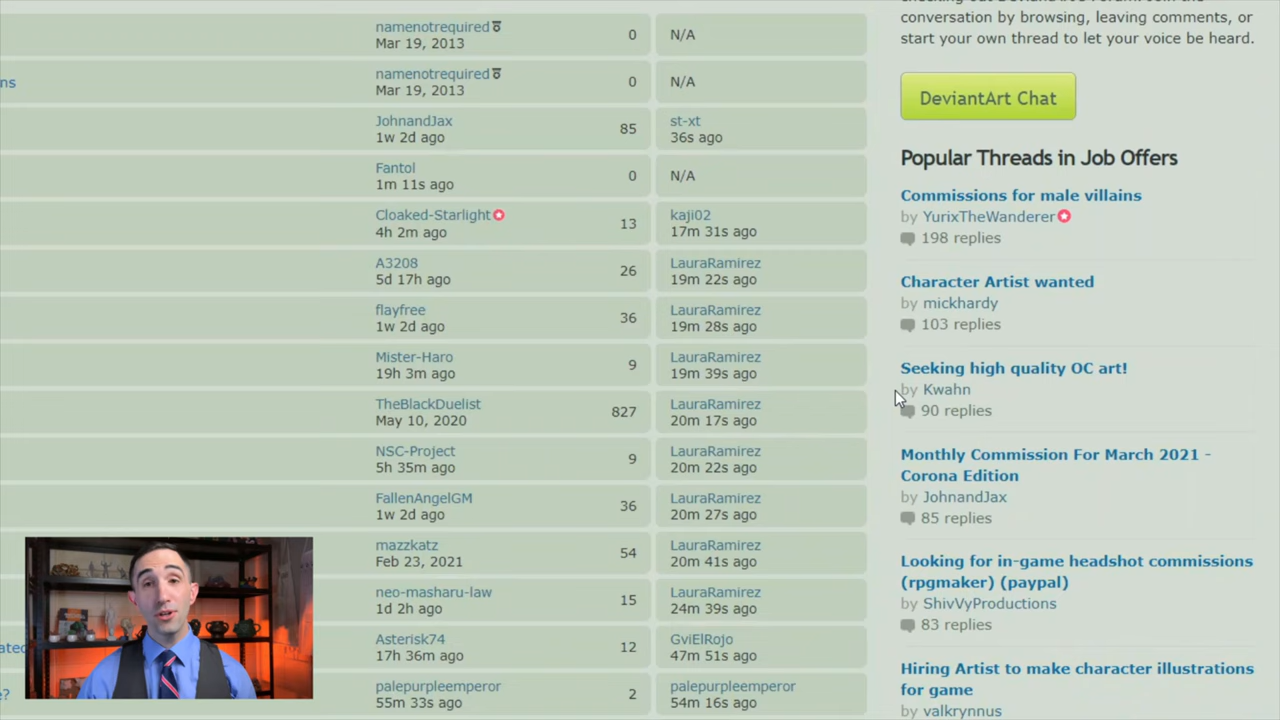 namenotrequired
Mar 19, 2013
0
N/A
ns
namenotrequired
Mar 19, 2013
0
N/A
JohnandJax
1w 2d ago
85
st-xt
36s ago
Fantol
1m 11s ago
0
N/A
Cloaked-Starlight
4h 2m ago
13
kaji02
17m 31s ago
A3208
5d 17h ago
26
LauraRamirez
19m 22s ago
flayfree
1w 2d ago
36
LauraRamirez
19m 28s ago
Mister-Haro
19h 3m ago
9
LauraRamirez
19m 39s ago
TheBlackDuelist
May 10, 2020
827
LauraRamirez
20m 17s ago
NSC-Project
5h 35m ago
9
LauraRamirez
20m 22s ago
FallenAngelGM
1w 2d ago
36
LauraRamirez
20m 27s ago
mazzkatz
Feb 23, 2021
54
LauraRamirez
20m 41s ago
neo-masharu-law
1d 2h ago
15
LauraRamirez
24m 39s ago
ated
Asterisk74
17h 36m ago
12
GviElRojo
47m 51s ago
?
palepurpleemperor
55m 33s ago
2
palepurpleemperor
54m 16s ago
conversation by browsing, leaving comments, or
start your own thread to let your voice be heard.
DeviantArt Chat
Popular Threads in Job Offers
Commissions for male villains
by YurixTheWanderer
198 replies
Character Artist wanted
by mickhardy
103 replies
Seeking high quality OC art!
by Kwahn
90 replies
Monthly Commission For March 2021 -
Corona Edition
by JohnandJax
85 replies
Looking for in-game headshot commissions
(rpgmaker) (paypal)
by ShivVyProductions
83 replies
Hiring Artist to make character illustrations
for game
by valkrynnus